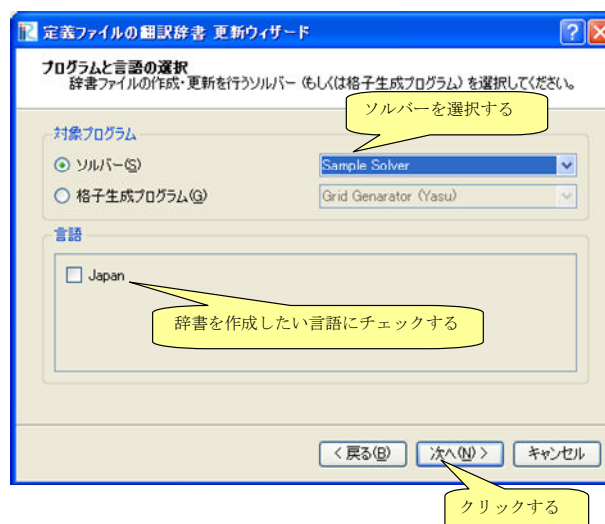 定義ファイルの翻訳辞書 更新ウィザード
プログラムと言語の選択
辞書ファイルの作成・更新を行うソルバー (もしくは格子生成プログラム) を選択してください。
ソルバーを選択する
対象プログラム
ソルバー(S)
Sample Solver
格子生成プログラム(G)
Grid Genarator (Yasu)
言語
Japan
辞書を作成したい言語にチェックする
< 戻る(B)
次へ(N) >
キャンセル
クリックする